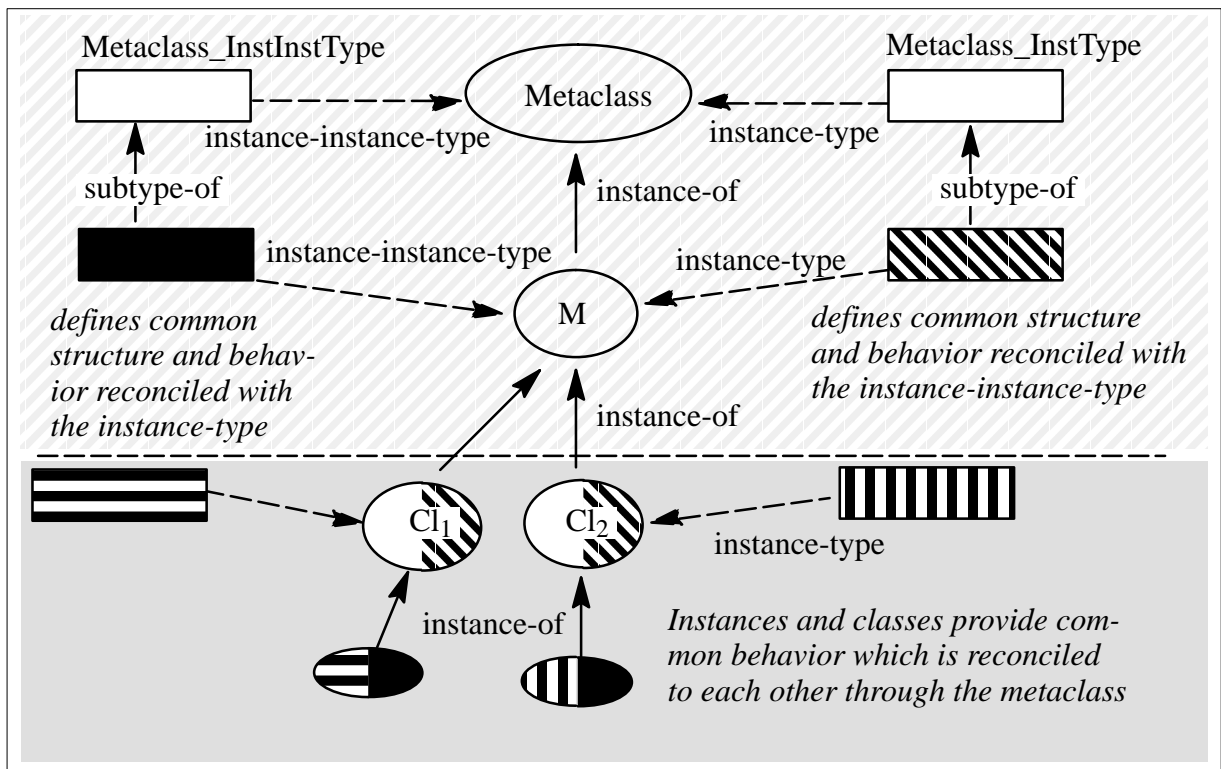 Metaclass_InstInstType
Metaclass_InstType
Metaclass
instance-instance-type
instance-type
subtype-of
instance-of
subtype-of
instance-instance-type
instance-type
M
defines common
structure and behav-
ior reconciled with
the instance-type
defines common structure
and behavior reconciled with
the instance-instance-type
instance-of
Cl1
Cl2
instance-type
instance-of
Instances and classes provide com-
mon behavior which is reconciled
to each other through the metaclass